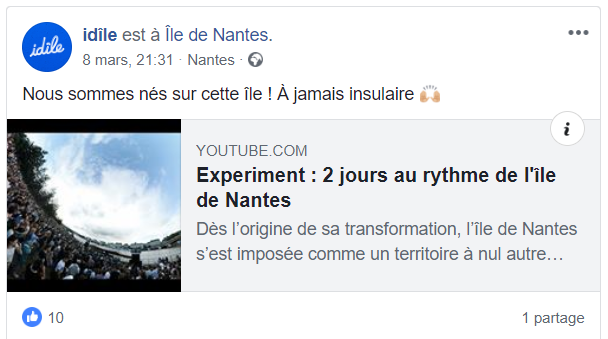 idîle
idîle est à Île de Nantes.
8 mars, 21:31 · Nantes ·
Nous sommes nés sur cette île ! À jamais insulaire 🙌🏻
i
YOUTUBE.COM
Experiment : 2 jours au rythme de l'île
de Nantes
Dès l’origine de sa transformation, l’île de Nantes
s’est imposée comme un territoire à nul autre…
10
1 partage